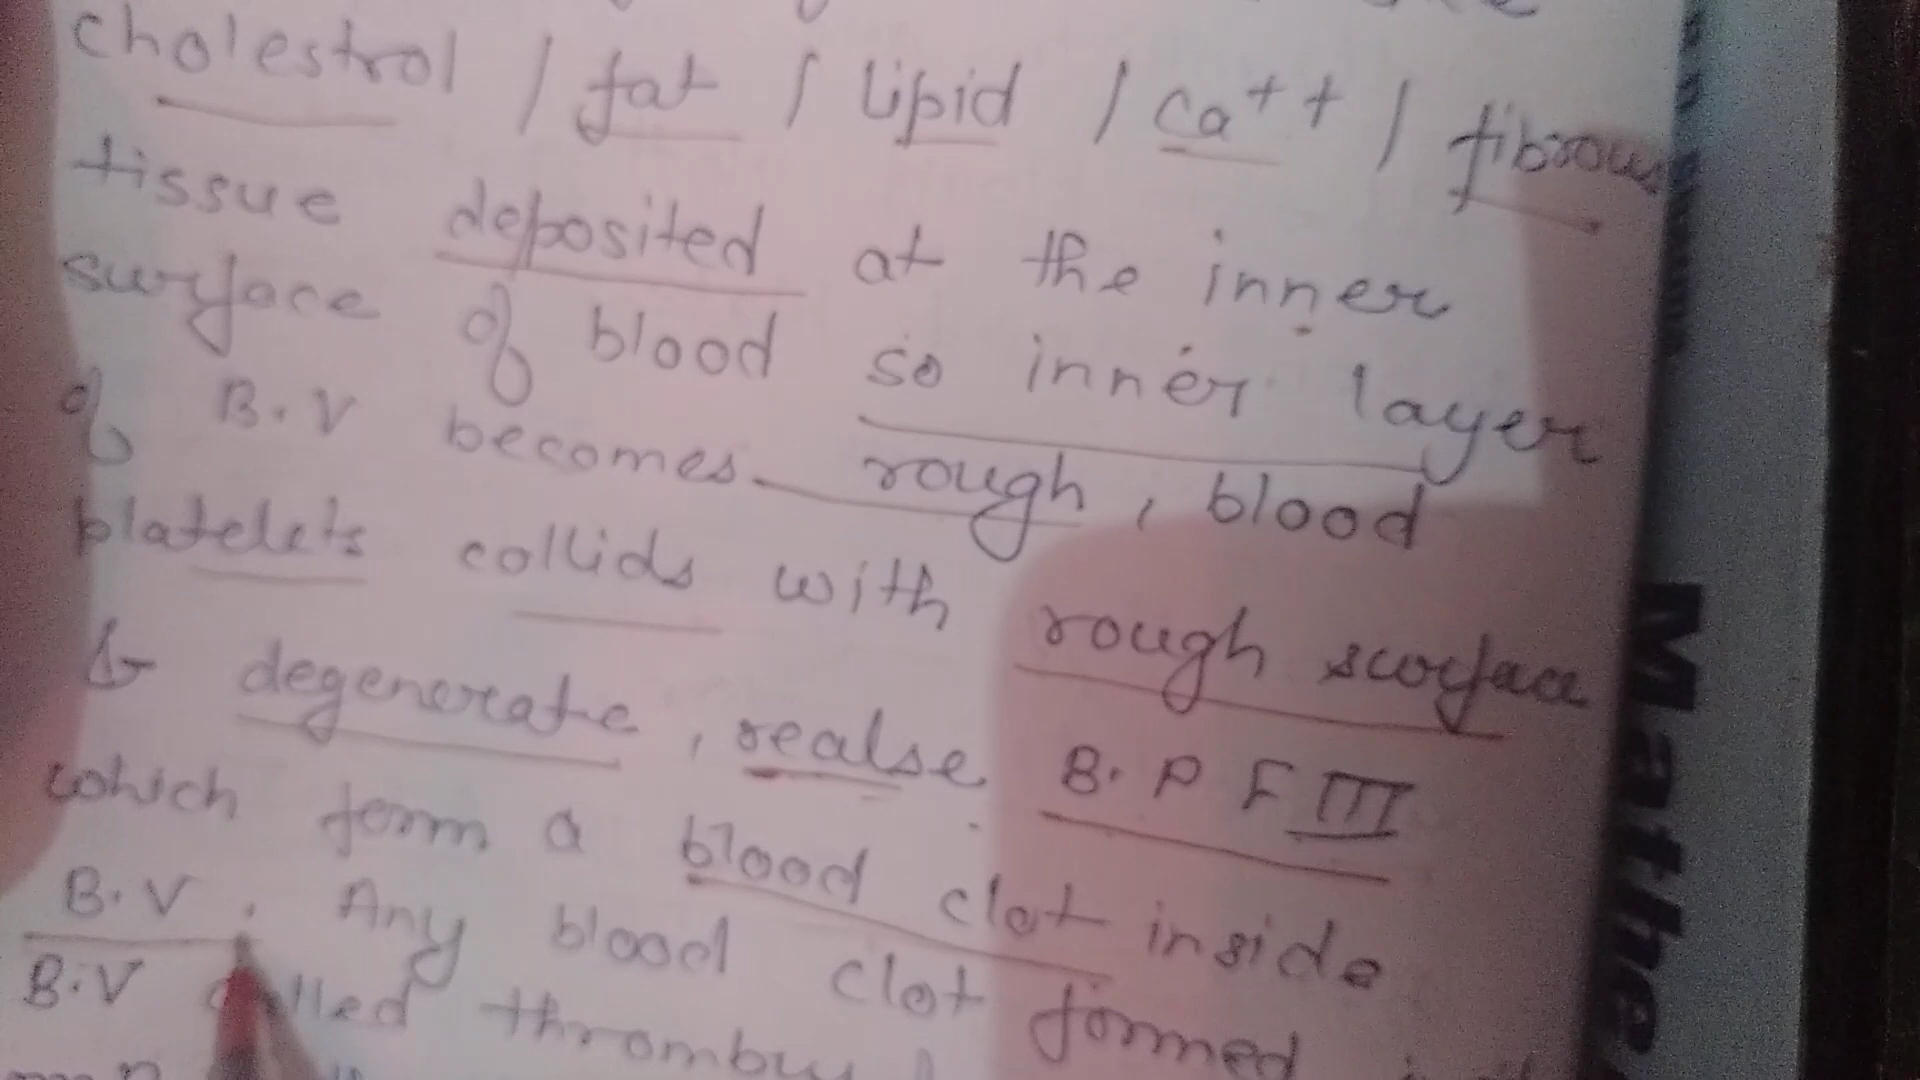 cholestrol / fat / lipid / Ca++ / fibrous
tissue deposited at the inner
surface of blood so inner layer
of B.V becomes rough, blood
platelets collids with rough surface
& degenerate, realse B.P F III
which form a blood clot inside
B.V. Any blood clot formed
B.V called thrombus
Mathe